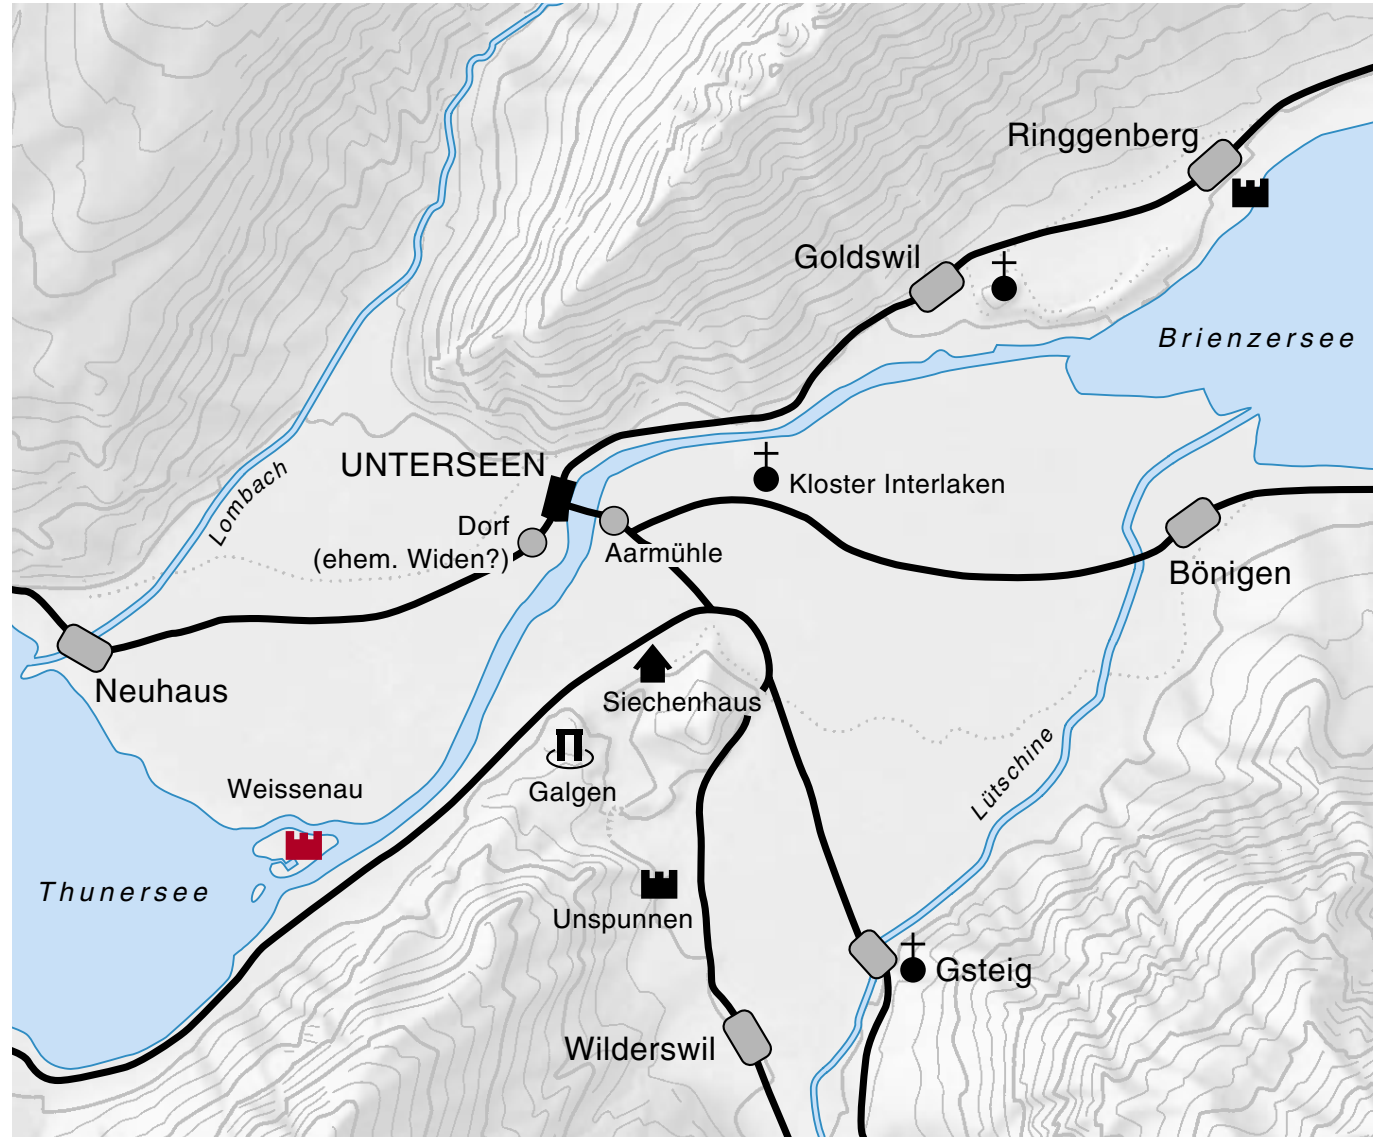 Ringgenberg
Goldswil
Brienzersee
UNTERSEEN
Lombach
Kloster Interlaken
Dorf
(ehem. Widen?)
Aarmühle
Bönigen
Neuhaus
Siechenhaus
Lütschine
Weissenau
Galgen
Thunersee
Unspunnen
Gsteig
Wilderswil